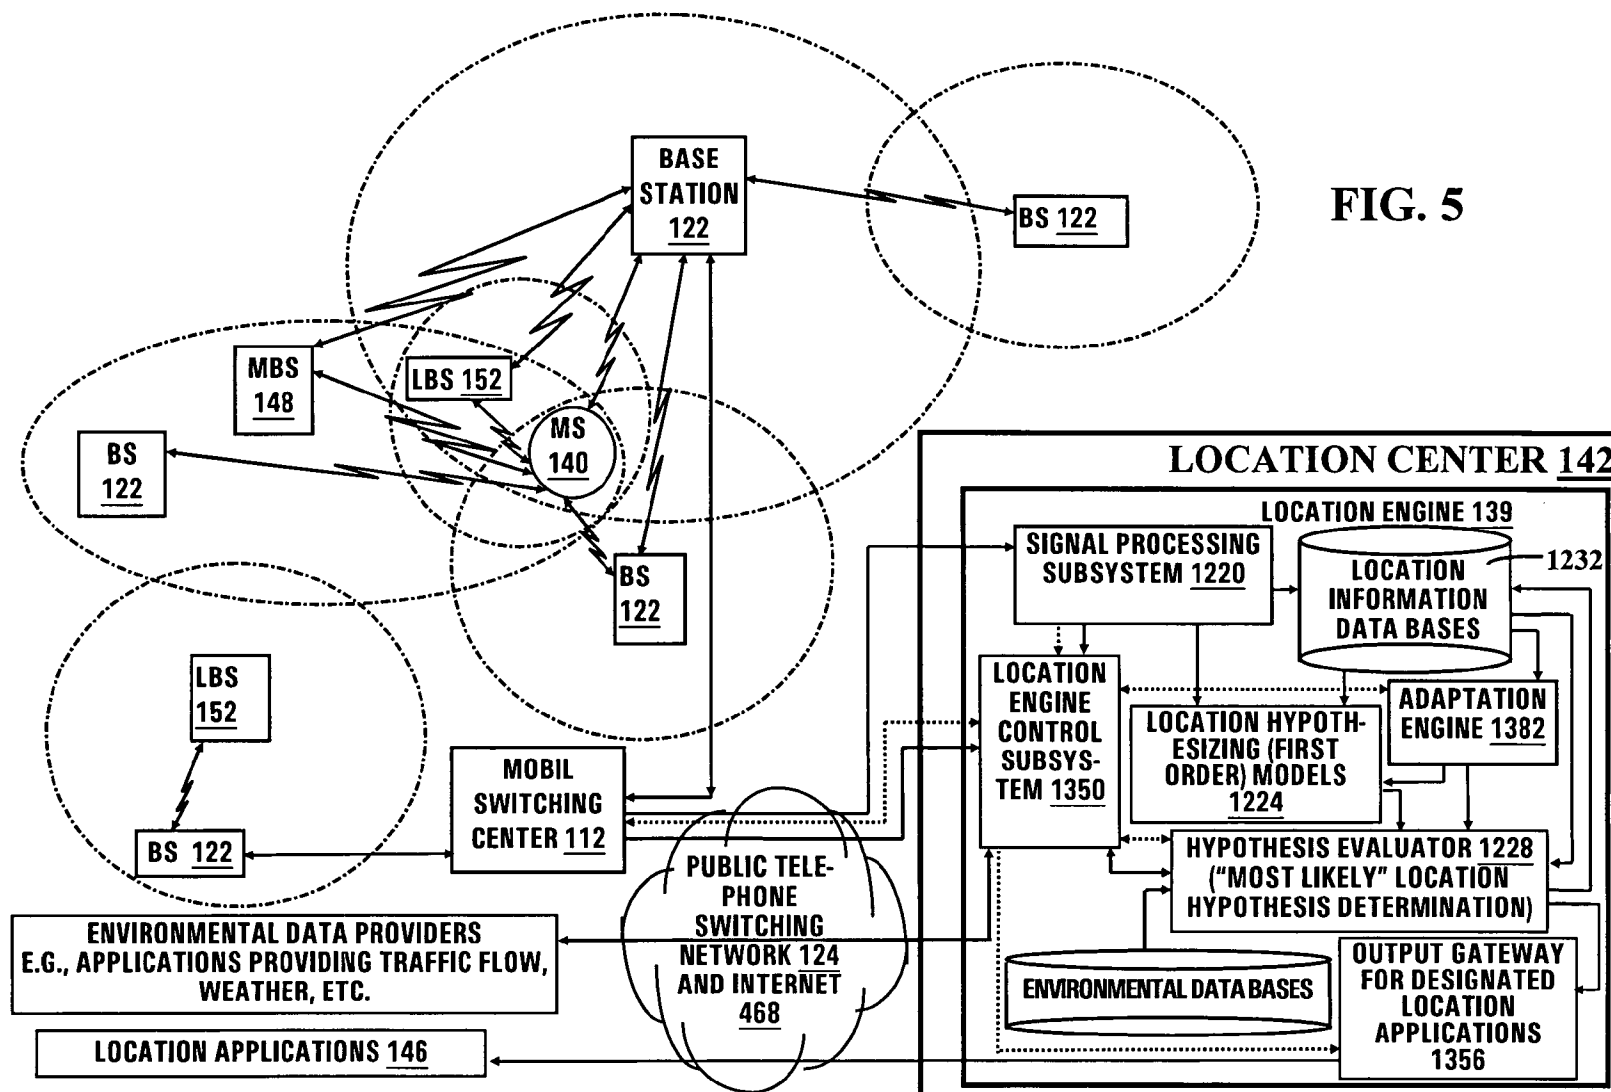 BASE
STATION
122
BS 122
FIG. 5
MBS
148
LBS 152
MS
140
BS
122
BS
122
LBS
152
BS 122
MOBIL
SWITCHING
CENTER 112
PUBLIC TELE-
PHONE
SWITCHING
NETWORK 124
AND INTERNET
468
ENVIRONMENTAL DATA PROVIDERS
E.G., APPLICATIONS PROVIDING TRAFFIC FLOW,
WEATHER, ETC.
LOCATION APPLICATIONS 146
LOCATION CENTER 142
LOCATION ENGINE 139
SIGNAL PROCESSING
SUBSYSTEM 1220
LOCATION
INFORMATION
DATA BASES
1232
LOCATION
ENGINE
CONTROL
SUBSYS-
TEM 1350
LOCATION HYPOTH-
ESIZING (FIRST
ORDER) MODELS
1224
ADAPTATION
ENGINE 1382
HYPOTHESIS EVALUATOR 1228
("MOST LIKELY" LOCATION
HYPOTHESIS DETERMINATION)
ENVIRONMENTAL DATA BASES
OUTPUT GATEWAY
FOR DESIGNATED
LOCATION
APPLICATIONS
1356